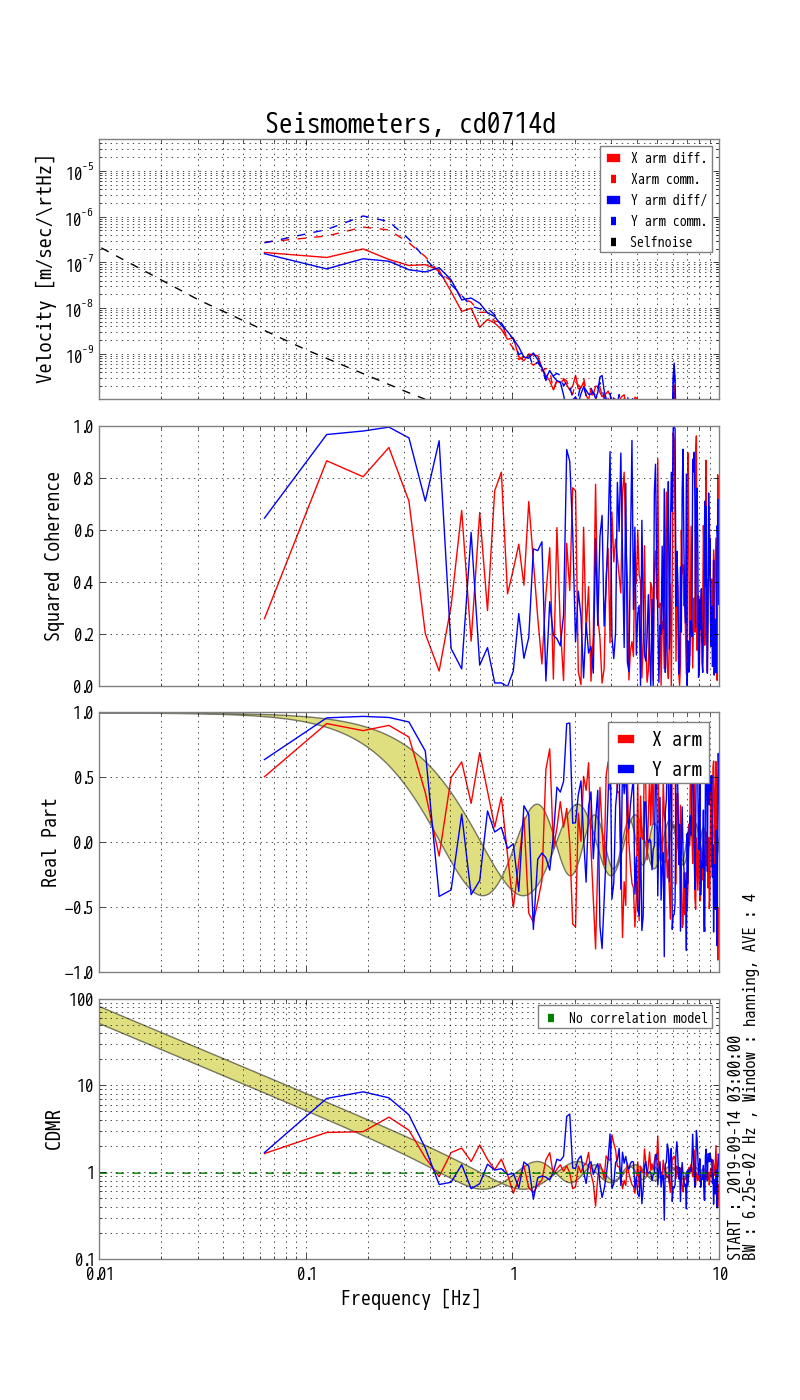 Seismometers, cd0714d
Velocity [m/sec/\rtHz]
10^-5
10^-6
10^-7
10^-8
10^-9
X arm diff.
Xarm comm.
Y arm diff/
Y arm comm.
Selfnoise
Squared Coherence
1.0
0.8
0.6
0.4
0.2
0.0
Real Part
1.0
0.5
0.0
−0.5
−1.0
X arm
Y arm
CDMR
100
10
1
0.1
No correlation model
0.01
0.1
1
10
Frequency [Hz]
START : 2019-09-14 03:00:00
BW : 6.25e-02 Hz , Window : hanning, AVE : 4